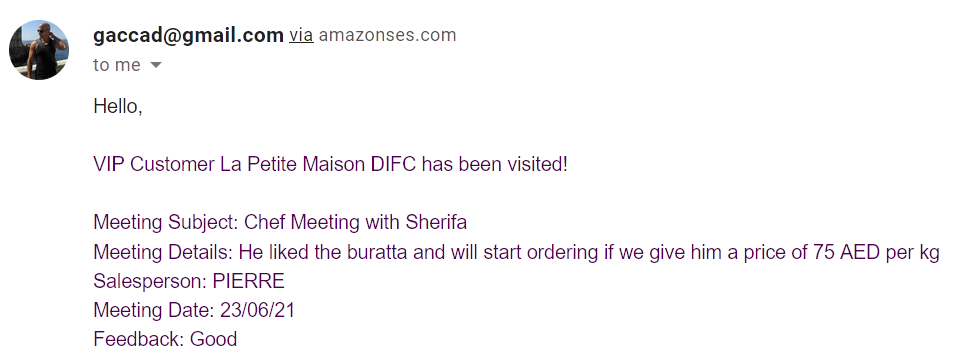 gaccad@gmail.com via amazonses.com
to me
Hello,
VIP Customer La Petite Maison DIFC has been visited!
Meeting Subject: Chef Meeting with Sherifa
Meeting Details: He liked the buratta and will start ordering if we give him a price of 75 AED per kg
Salesperson: PIERRE
Meeting Date: 23/06/21
Feedback: Good